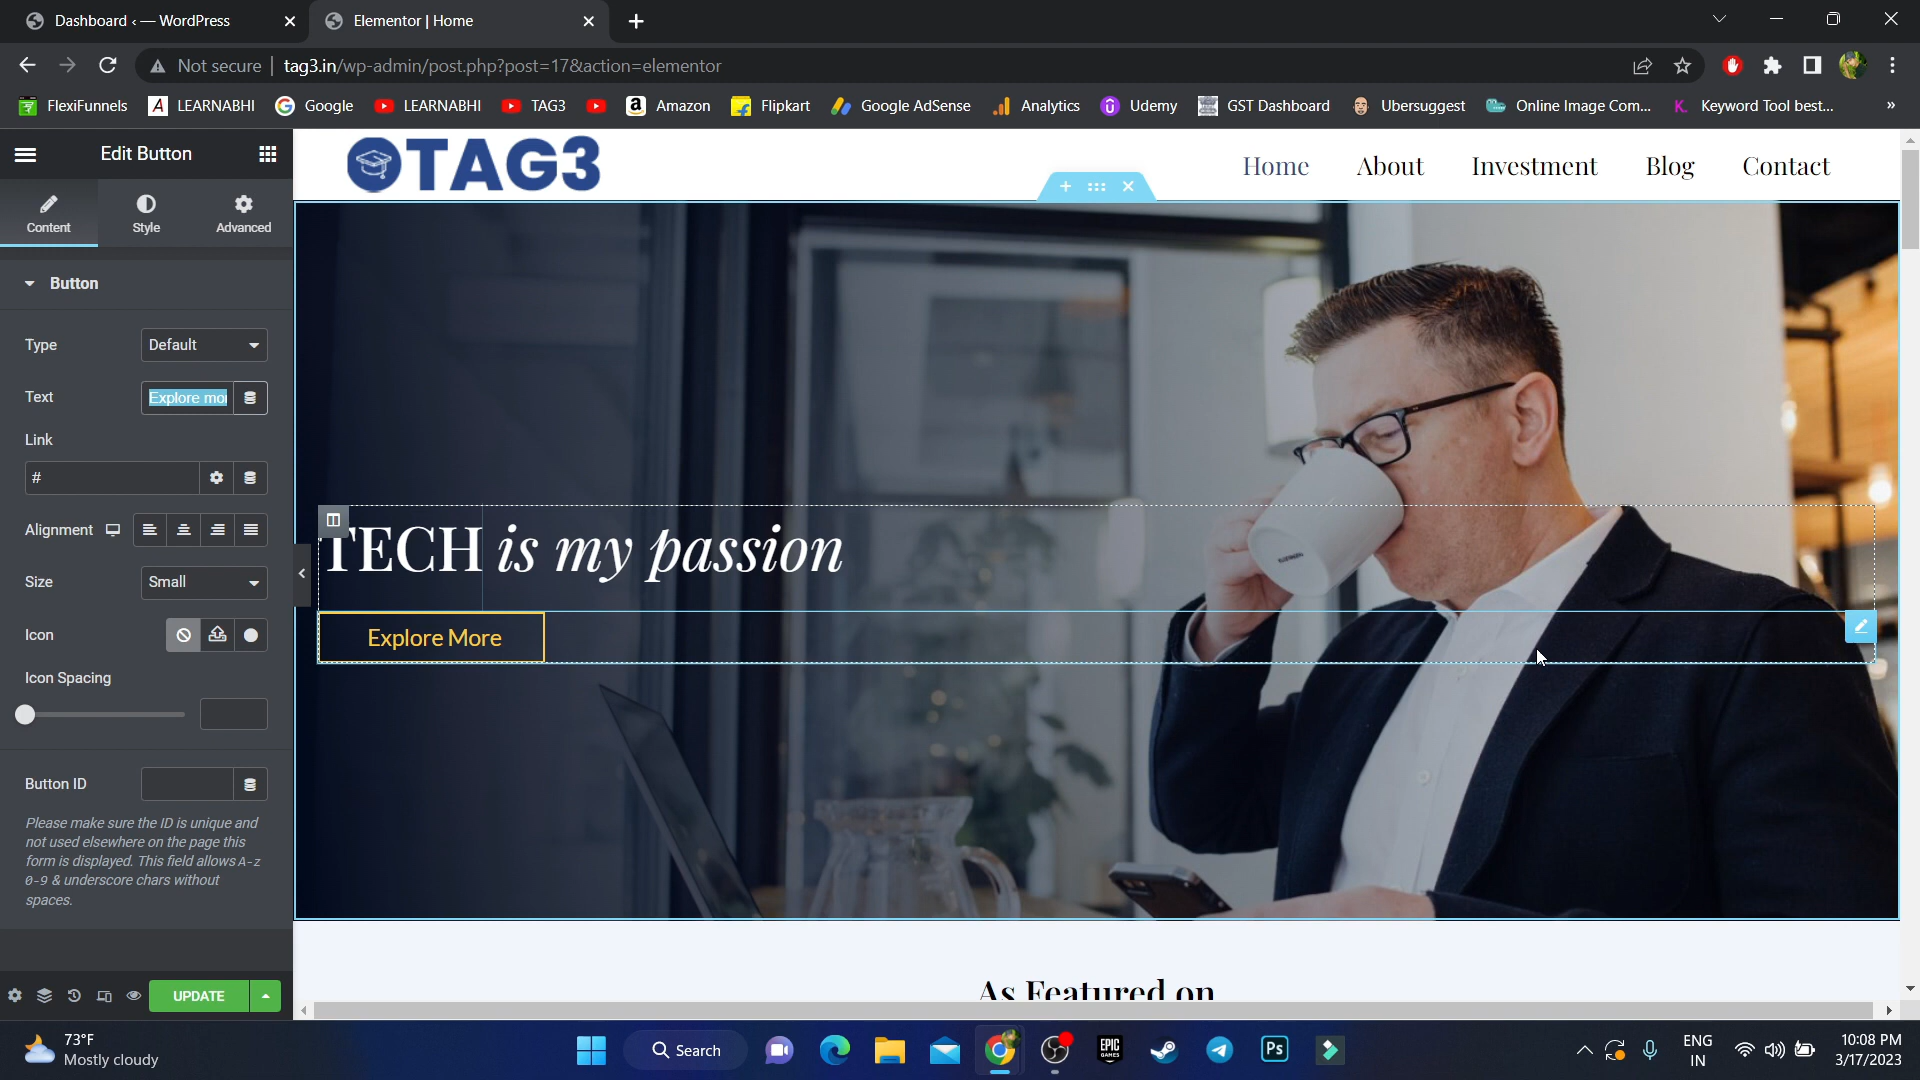 Dashboard ‹ — WordPress
Elementor | Home
Not secure | tag3.in/wp-admin/post.php?post=17&action=elementor
FlexiFunnels
LEARNABHI
Google
LEARNABHI
TAG3
Amazon
Flipkart
Google AdSense
Analytics
Udemy
GST Dashboard
Ubersuggest
Online Image Com...
Keyword Tool best...
»
Edit Button
Content
Style
Advanced
Button
Type
Default
Text
Explore mo
Link
#
Alignment
Size
Small
Icon
Icon Spacing
Button ID
Please make sure the ID is unique and
not used elsewhere on the page this
form is displayed. This field allows A-z
0-9 & underscore chars without
spaces.
UPDATE
TAG3
Home
About
Investment
Blog
Contact
TECH is my passion
Explore More
As Featured on
73°F
Mostly cloudy
Search
EPIC
GAMES
Ps
ENG
IN
10:08 PM
3/17/2023